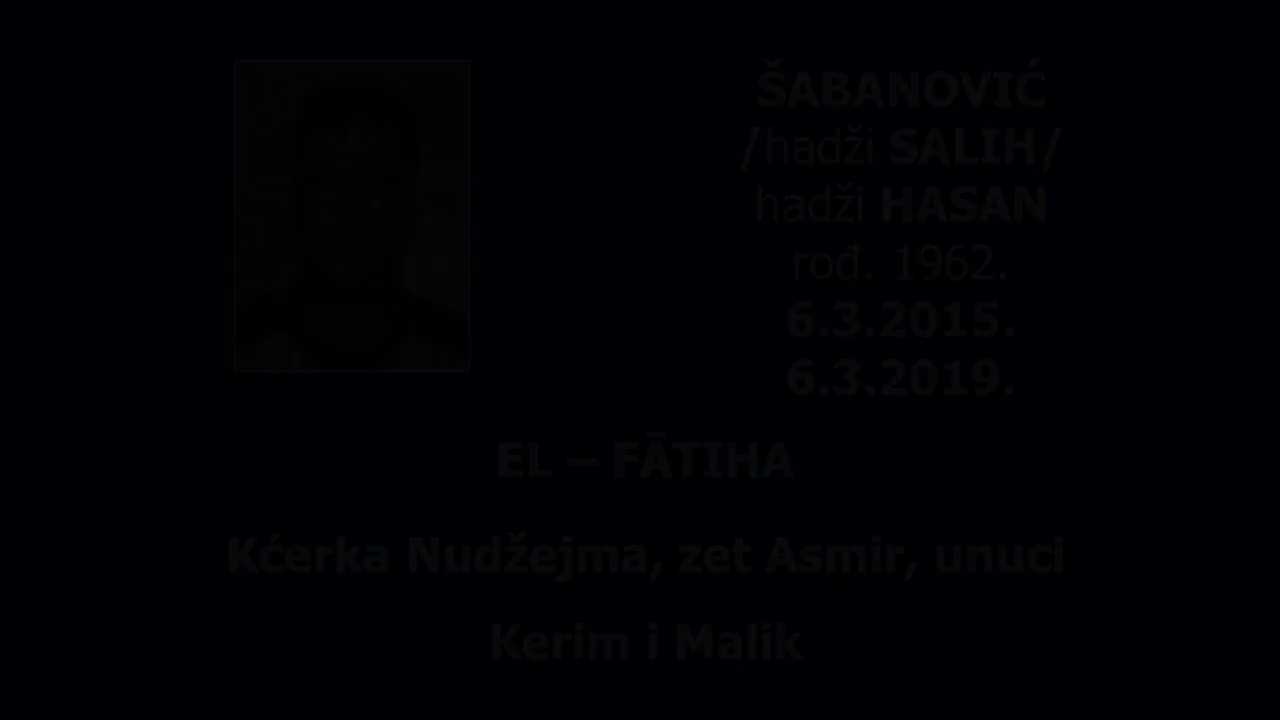 ŠABANOVIĆ
/hadži SALIH/
hadži HASAN
rođ. 1962.
6.3.2015.
6.3.2019.
EL – FĀTIHA
Kćerka Nudžejma, zet Asmir, unuci
Kerim i Malik